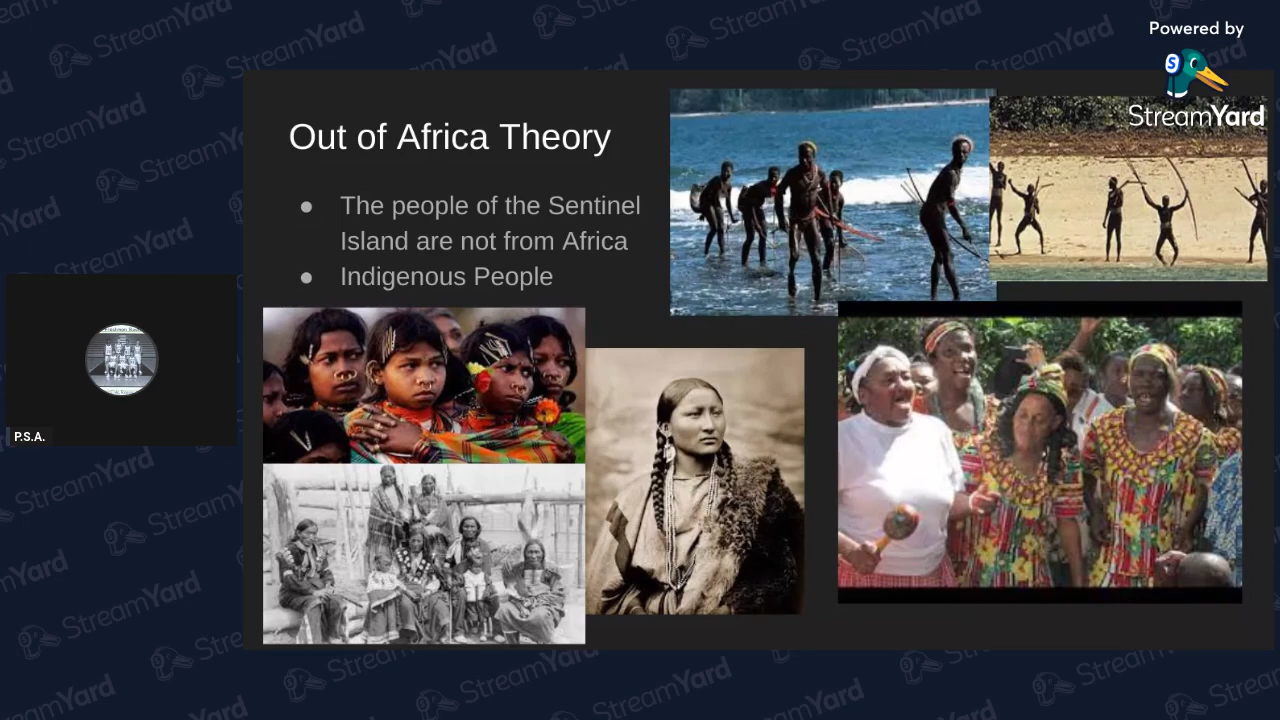 Powered by
StreamYard
Out of Africa Theory
● The people of the Sentinel
Island are not from Africa
● Indigenous People
P.S.A.